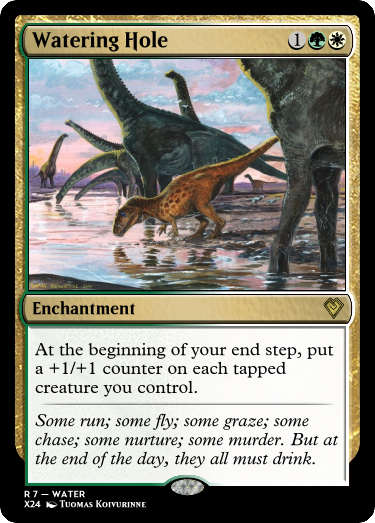 Watering Hole 1
Enchantment
At the beginning of your end step, put
a +1/+1 counter on each tapped
creature you control.
Some run; some fly; some graze; some
chase; some nurture; some murder. But at
the end of the day, they all must drink.
R 7 — WATER
X24 Tuomas Koivurinne